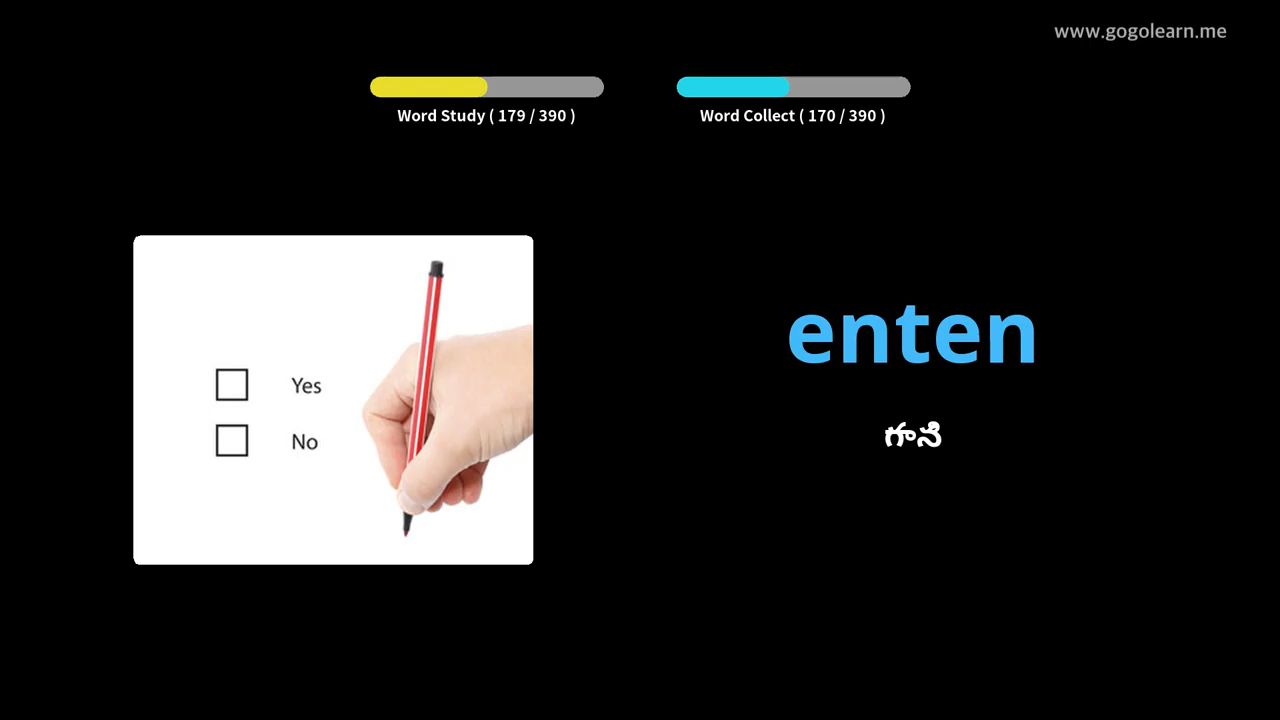 www.gogolearn.me
Word Study ( 179 / 390 )
Word Collect ( 170 / 390 )
Yes
No
enten
గానీ